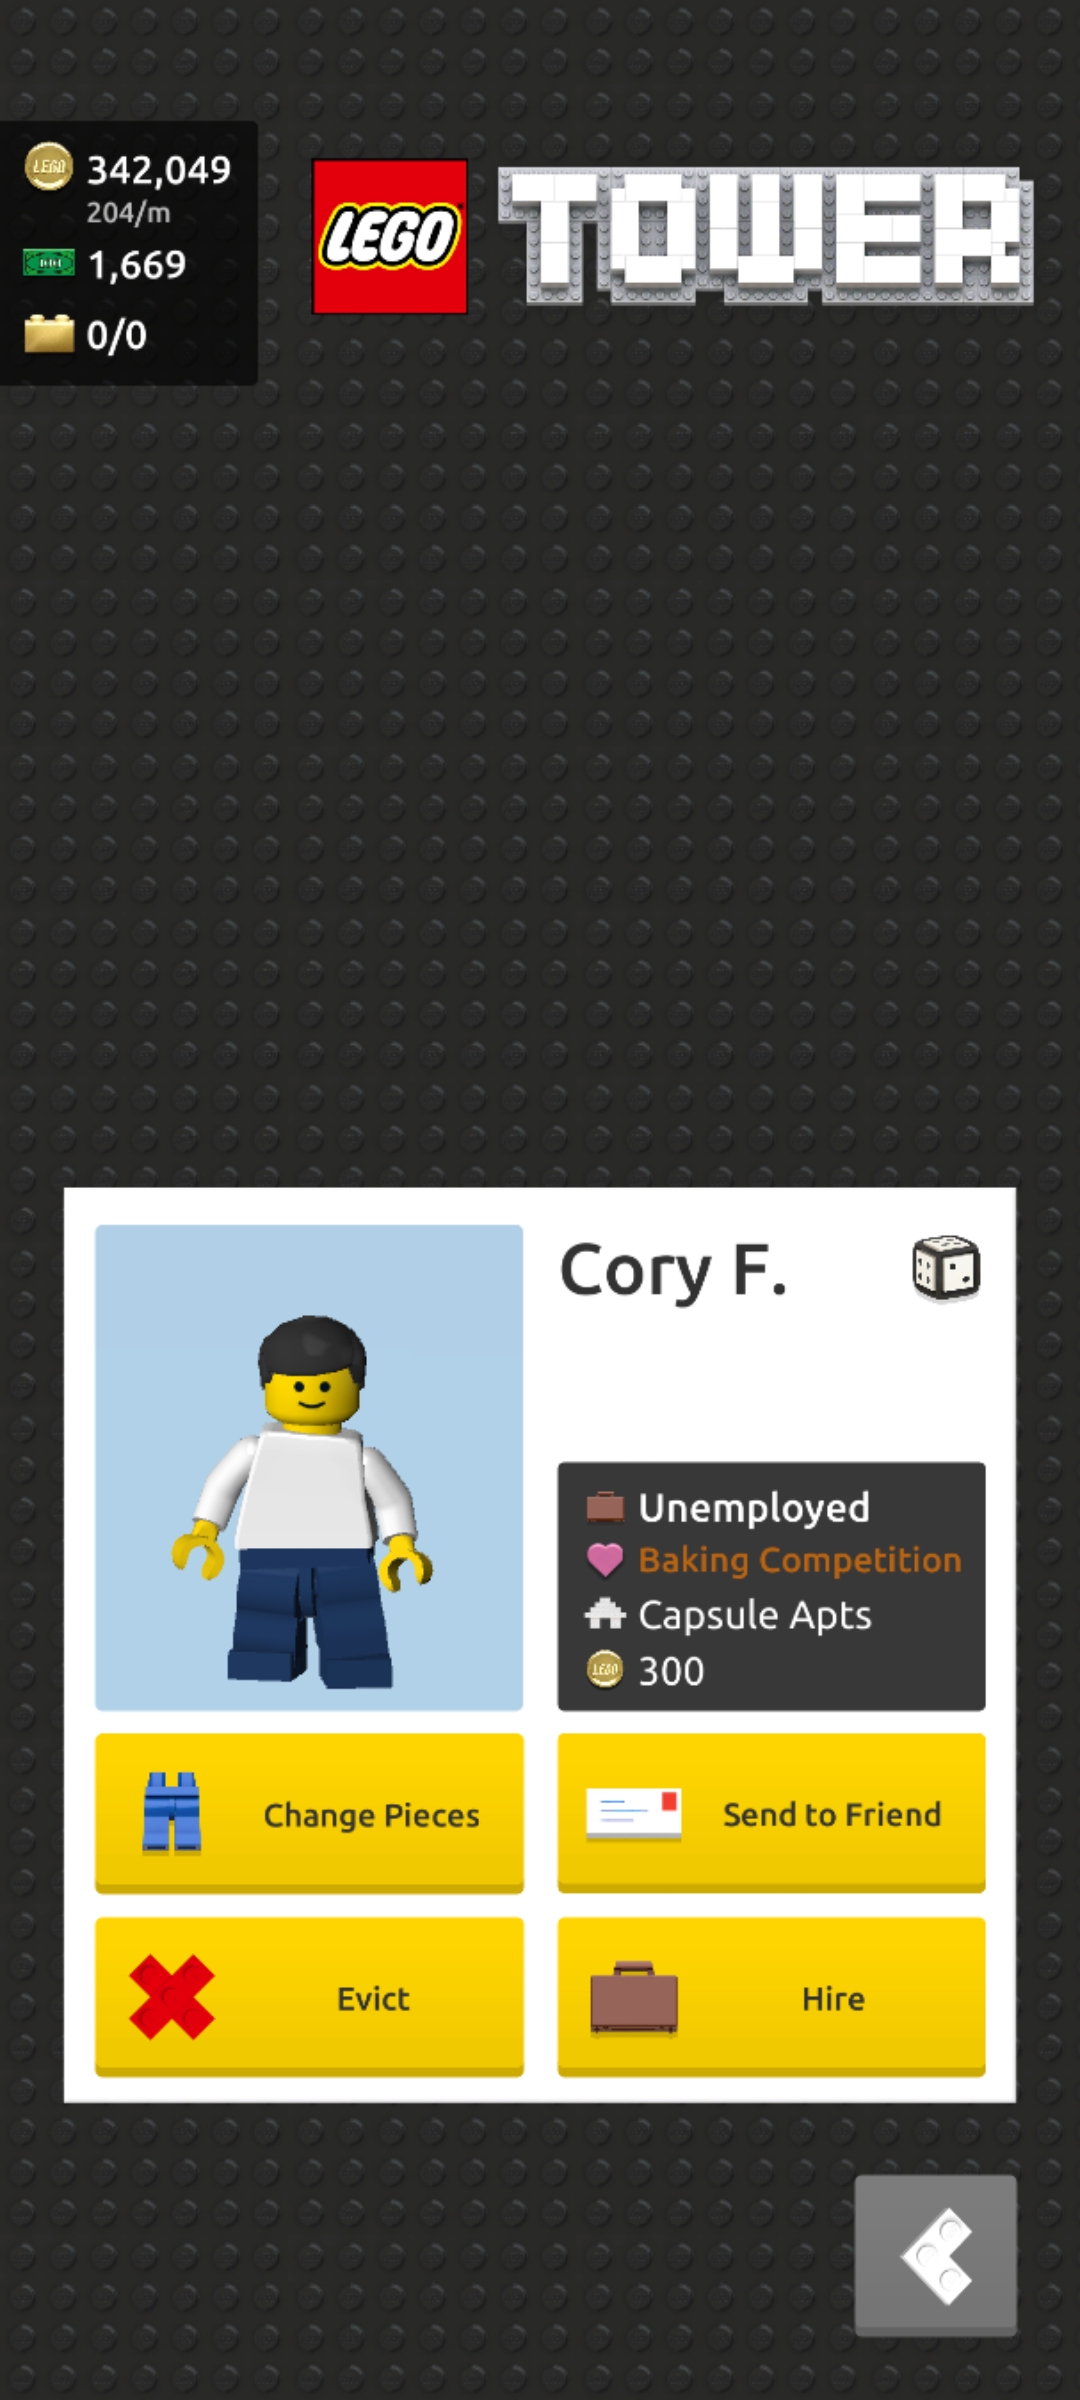 342,049
204/m
1,669
0/0
LEGO
TOWER
Cory F.
Unemployed
Baking Competition
Capsule Apts
300
Change Pieces
Send to Friend
Evict
Hire